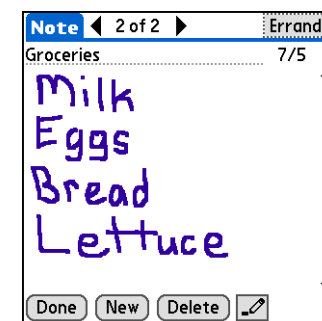 Note 2 of 2 Errand
Groceries 7/5
Milk
Eggs
Bread
Lettuce
Done New Delete